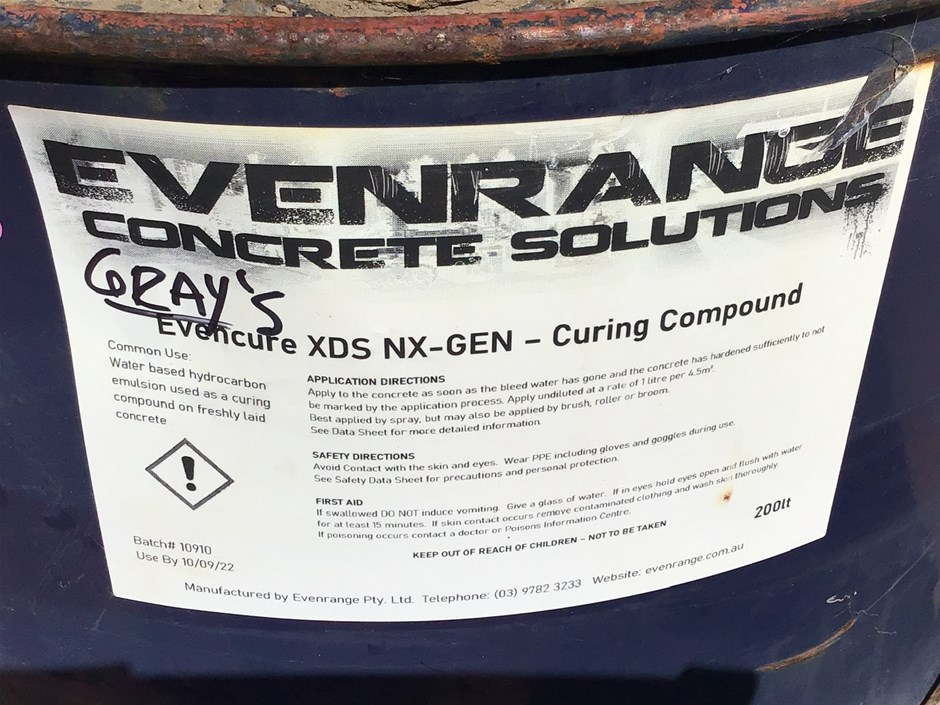 EVENRANGE
CONCRETE SOLUTIONS
GRAY'S
Evencure XDS NX-GEN – Curing Compound
Common Use:
Water based hydrocarbon
emulsion used as a curing
compound on freshly laid
concrete
APPLICATION DIRECTIONS
Apply to the concrete as soon as the bleed water has gone and the concrete has hardened sufficiently to not
be marked by the application process. Apply undiluted at a rate of 1 litre per 4.5m².
Best applied by spray, but may also be applied by brush, roller or broom.
See Data Sheet for more detailed information.
SAFETY DIRECTIONS
Avoid Contact with the skin and eyes. Wear PPE including gloves and goggles during use.
See Safety Data Sheet for precautions and personal protection.
FIRST AID
If swallowed DO NOT induce vomiting. Give a glass of water. If in eyes hold eyes open and flush with water
for at least 15 minutes. If skin contact occurs remove contaminated clothing and wash skin thoroughly.
If poisoning occurs contact a doctor or Poisons Information Centre.
KEEP OUT OF REACH OF CHILDREN – NOT TO BE TAKEN
200lt
Batch# 10910
Use By 10/09/22
Manufactured by Evenrange Pty. Ltd. Telephone: (03) 9782 3233 Website: evenrange.com.au